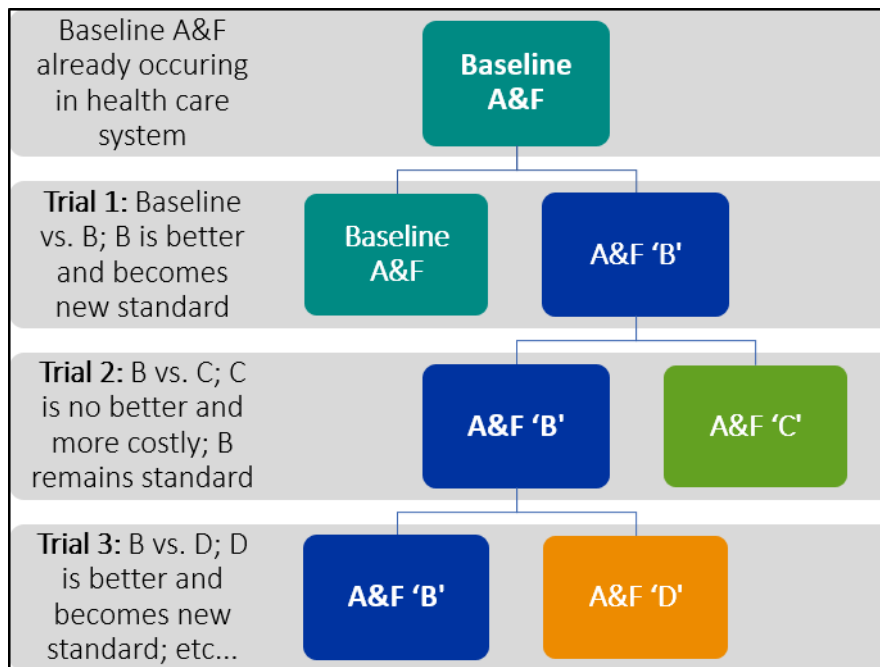 Baseline A&F
already occuring
in health care
system
Baseline
A&F
Trial 1: Baseline
vs. B; B is better
and becomes
new standard
Baseline
A&F
A&F ‘B'
Trial 2: B vs. C; C
is no better and
more costly; B
remains standard
A&F ‘B'
A&F ‘C'
Trial 3: B vs. D; D
is better and
becomes new
standard; etc...
A&F ‘B'
A&F ‘D'